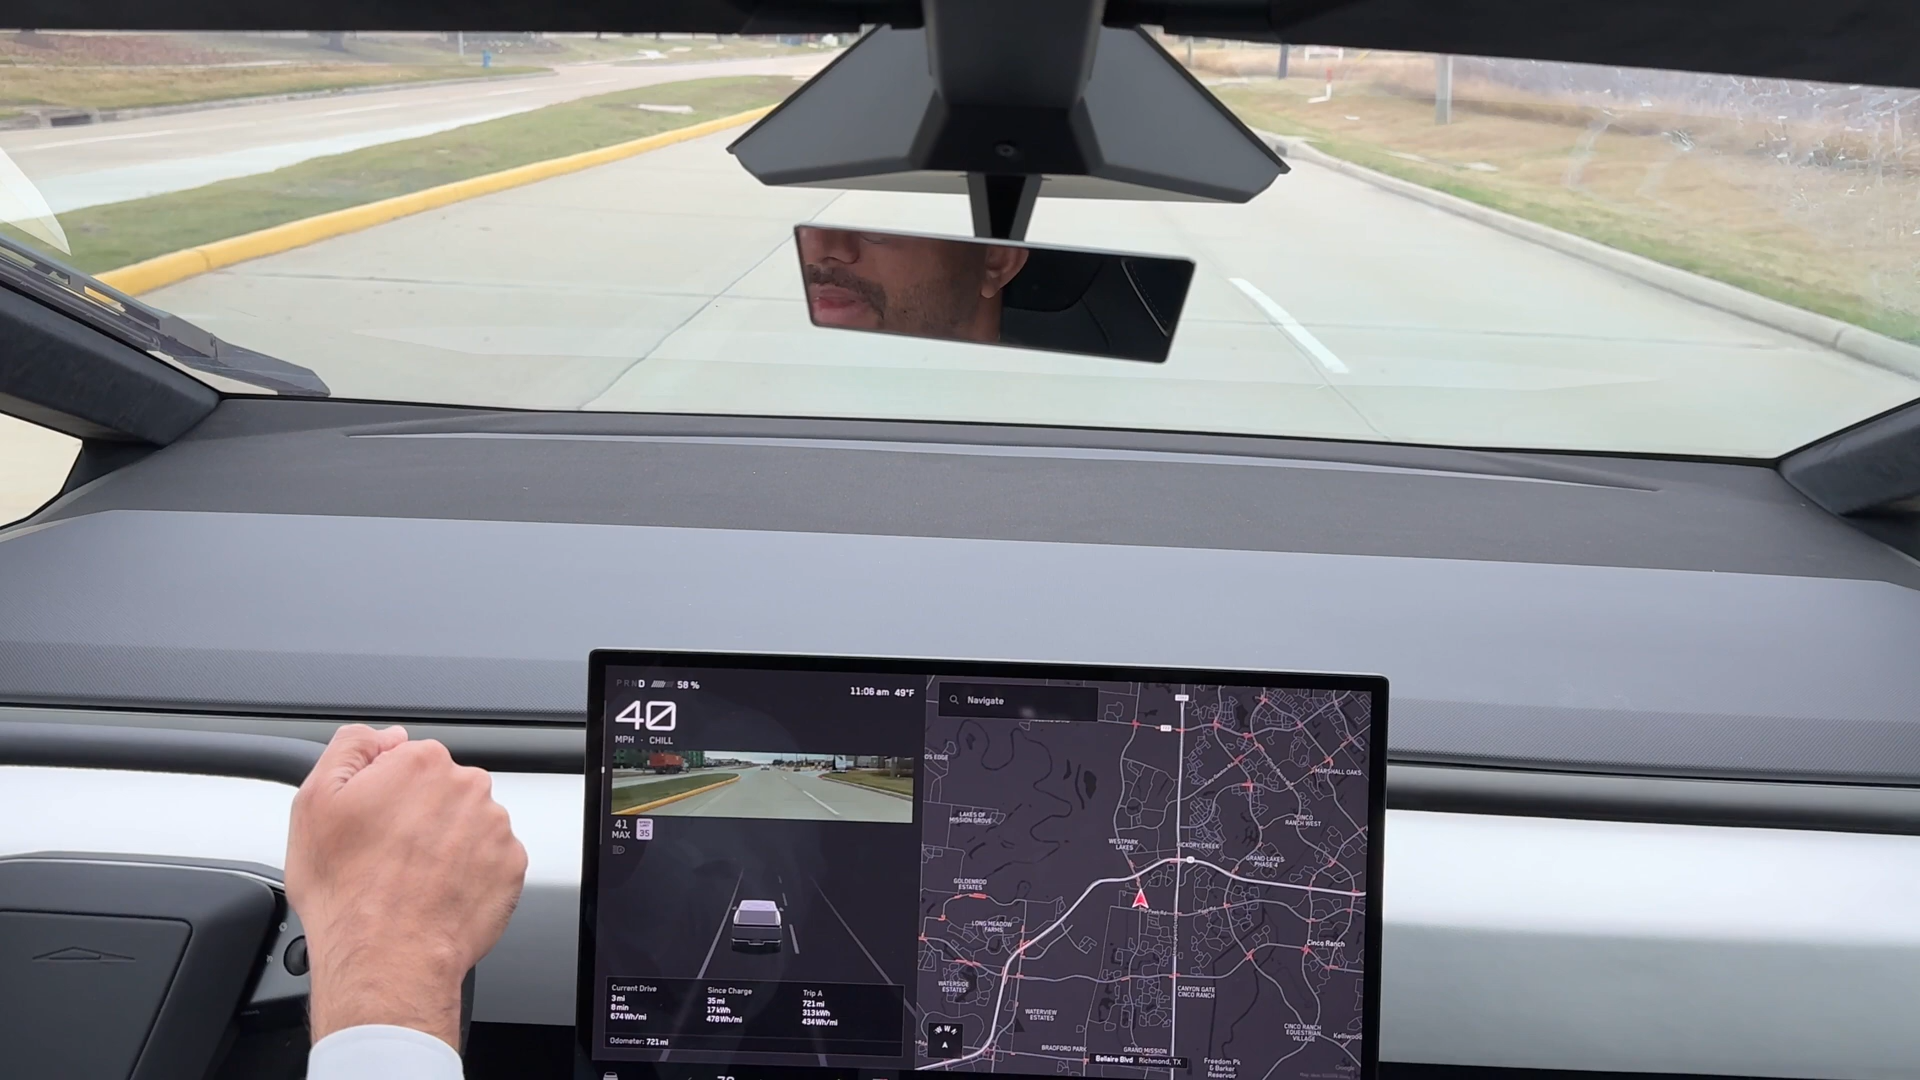 P R N D 58 %
11:06 am 49°F
40
MPH · CHILL
41
MAX
SPEED LIMIT
35
Current Drive
3 mi
8 min
674 Wh/mi
Since Charge
35 mi
17 kWh
478 Wh/mi
Trip A
721 mi
313 kWh
434 Wh/mi
Odometer: 721 mi
Navigate
MARSHALL OAKS
LAKES OF
MISSION GROVE
CINCO
RANCH WEST
WESTPARK
LAKES
HICKORY CREEK
GRAND LAKES
PHASE 4
GOLDENROD
ESTATES
LONG MEADOW
FARMS
Cinco Ranch
WATERSIDE
ESTATES
CANYON GATE
CINCO RANCH
WATERVIEW
ESTATES
CINCO RANCH
EQUESTRIAN
VILLAGE
BRADFORD PARK
GRAND MISSION
Bellaire Blvd Richmond, TX
Freedom Pk
& Barker
Reservoir
Google